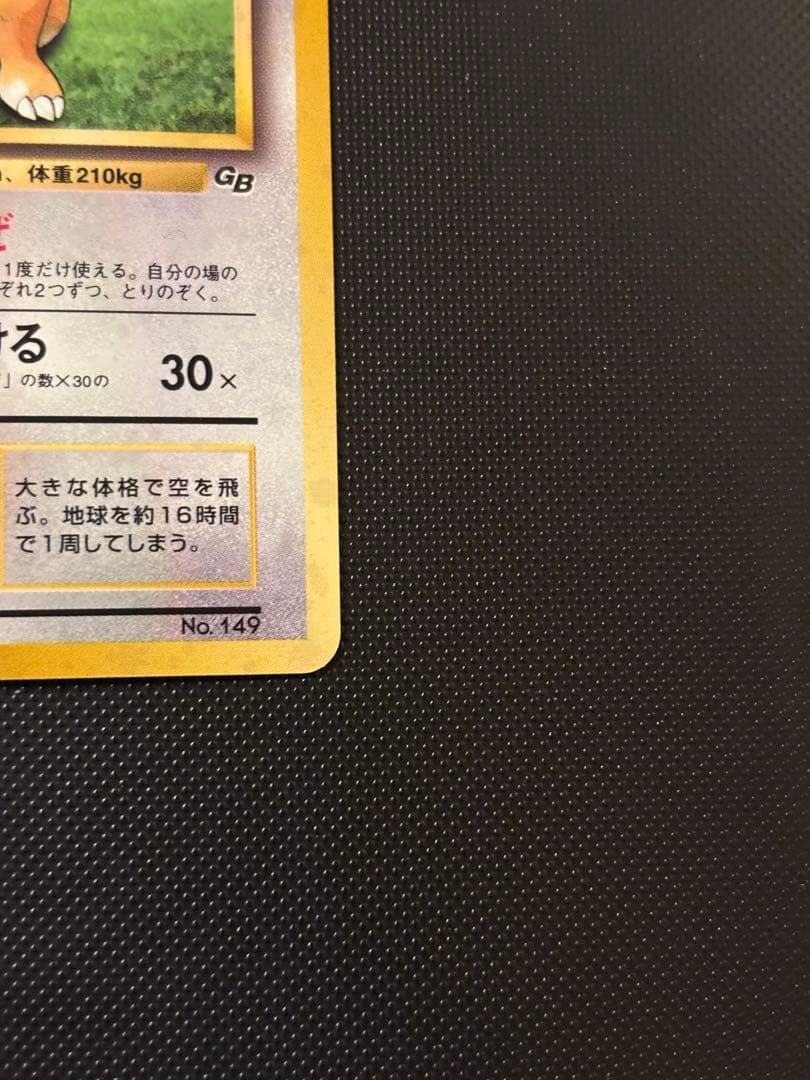 、体重210kg
GB
ぜ
1度だけ使える。自分の場の
ぞれ2つずつ、とりのぞく。
ける
」の数×30の
30×
大きな体格で空を飛
ぶ。地球を約16時間
で1周してしまう。
No. 149